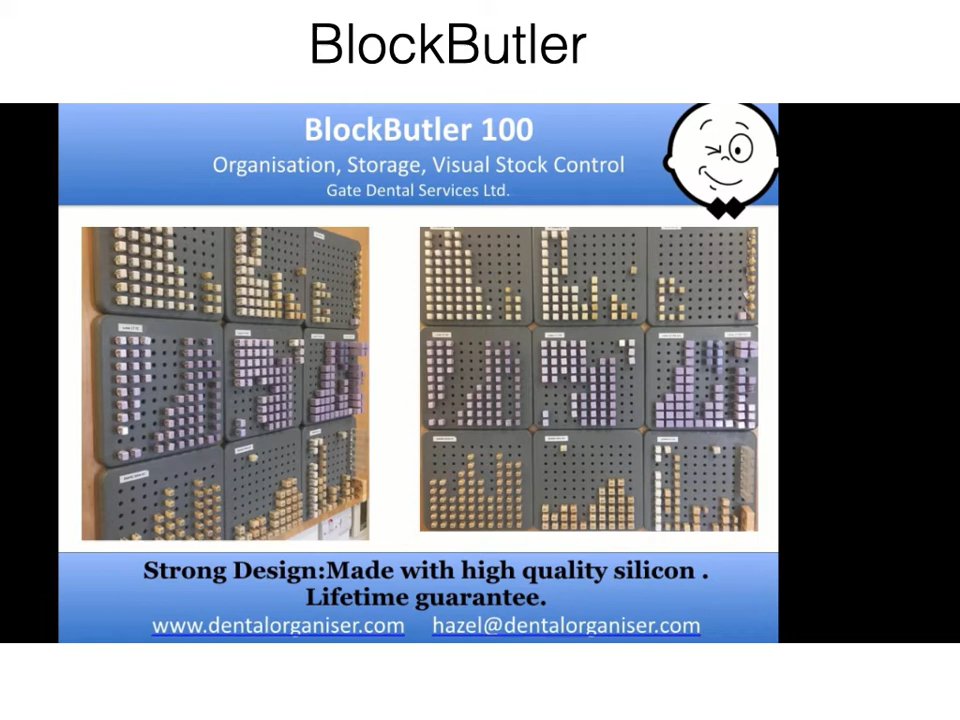 BlockButler
BlockButler 100
Organisation, Storage, Visual Stock Control
Gate Dental Services Ltd.
Strong Design:Made with high quality silicon .
Lifetime guarantee.
www.dentalorganiser.com hazel@dentalorganiser.com